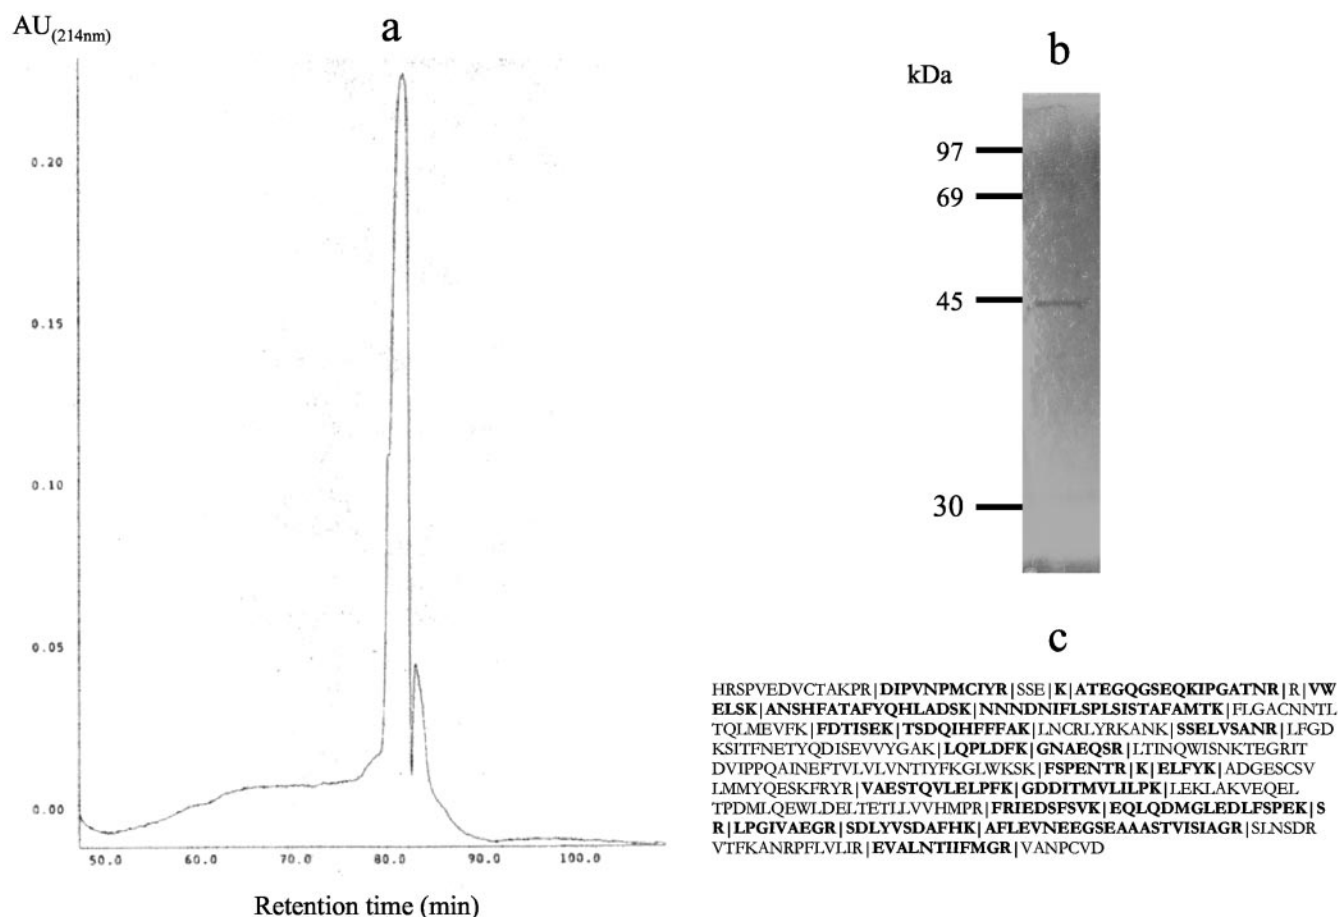 AU(214nm)
a
0.20
0.15
0.10
0.05
0.00
50.0 60.0 70.0 80.0 90.0 100.0
Retention time (min)
b
kDa
97
69
45
30
c
HRSPVEDVCTAKPR|DIPVNPMCIYR|SSE|K|ATEGQGSEQKIPGATNR|R|VW
ELSK|ANSHFATAFYQHLADSK|NNNDNIFLSPLSISTAFAMTK|FLGACNNTL
TQLMEVFK|FDTISEK|TSDQIHFFFAK|LNCRLYRKANK|SSELVSANR|LFGD
KSITFNETYQDISEVVYGAK|LQPLDFK|GNAEQSR|LTINQWISNKTEGRIT
DVIPPQAINEFTVLVLVNTIYFKGLWKSK|FSPENTR|K|ELFYK|ADGESCSV
LMMYQESKFRYR|VAESTQVLELPFK|GDDITMVLILPK|LEKLAKVEQEL
TPDMLQEWLDELTETLLVVHMPR|FRIEDSFSVK|EQLQDMGLEDLFSPEK|S
R|LPGIVAEGR|SDLYVSDAFHK|AFLEVNEEGSEAAASTVISIAGR|SLNSDR
VTFKANRPFLVLIR|EVALNTIIFMGR|VANPCVD